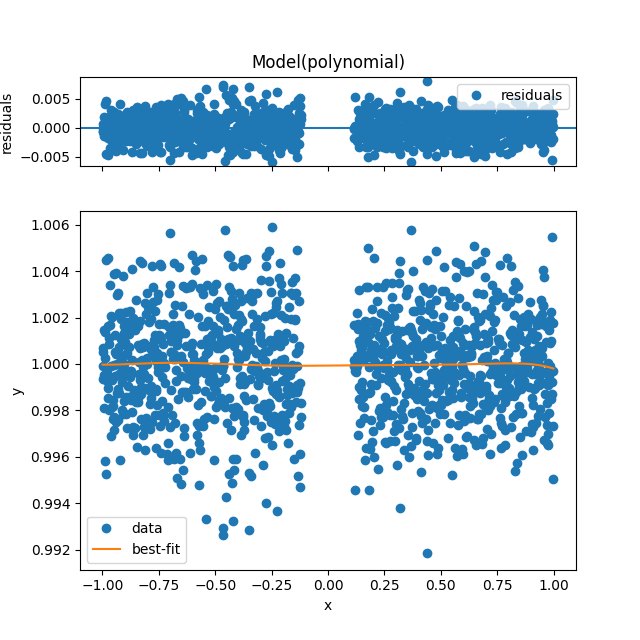 Model(polynomial)
residuals
0.005
0.000
−0.005
residuals
1.006
1.004
1.002
1.000
0.998
0.996
0.994
0.992
y
data
best-fit
−1.00 −0.75 −0.50 −0.25 0.00 0.25 0.50 0.75 1.00
x